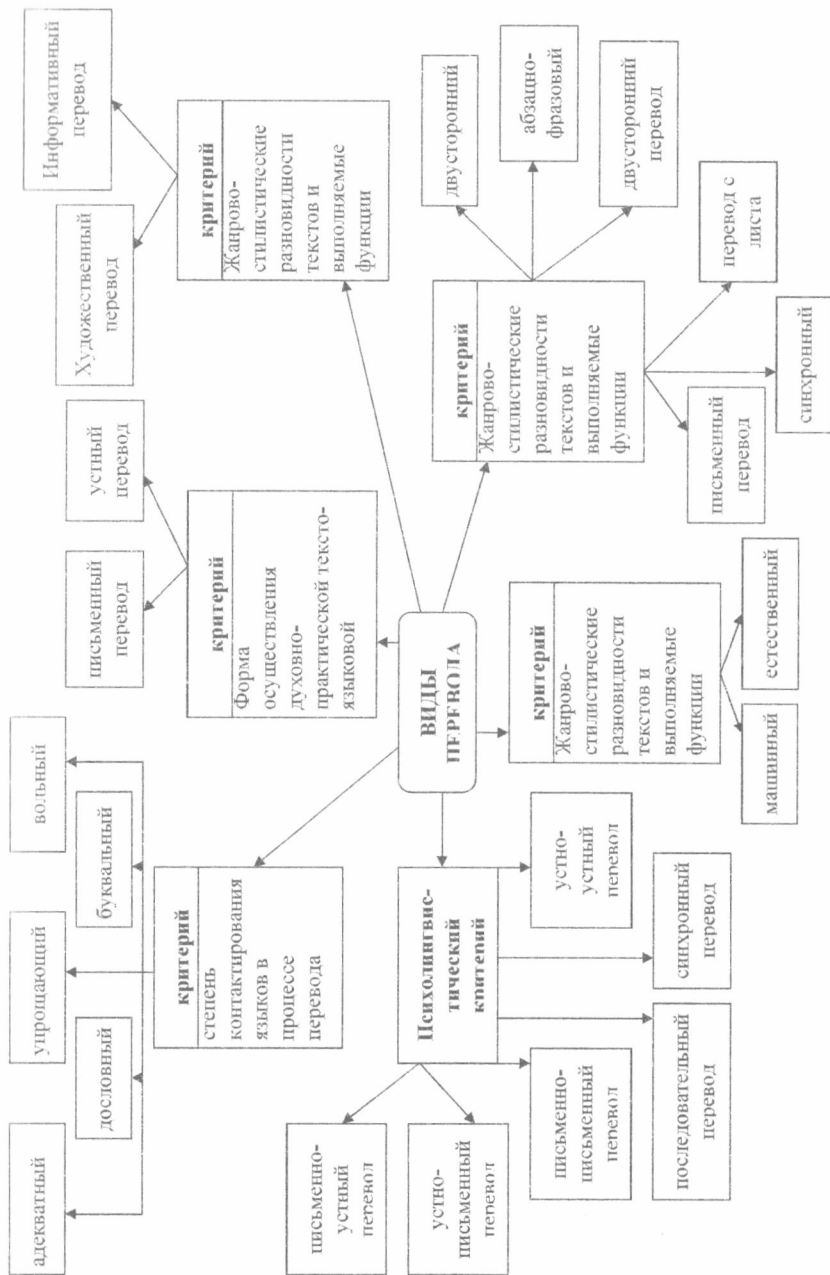 адекватный
упрощающий
вольный
дословный
буквальный
письменный
перевод
устный
перевод
Художественный
перевод
Информативный
перевод
критерий
степень
контактирования
языков в
процессе
перевода
критерий
Форма
осуществления
духовно-
практической тексто-
языковой
критерий
Жанрово-
стилистические
разновидности
текстов и
выполняемые
функции
письменно-
устный
перевод
устно-
письменный
перевод
Психолингвис-
тический
критерий
ВИДЫ
ПЕРЕВОДА
критерий
Жанрово-
стилистические
разновидности
текстов и
выполняемые
функции
двусторонний
абзацно-
фразовый
двусторонний
перевод
письменно-
письменный
перевод
устно-
устный
перевод
критерий
Жанрово-
стилистические
разновидности
текстов и
выполняемые
функции
последовательный
перевод
синхронный
перевод
машинный
естественный
письменный
перевод
перевод с
листа
синхронный